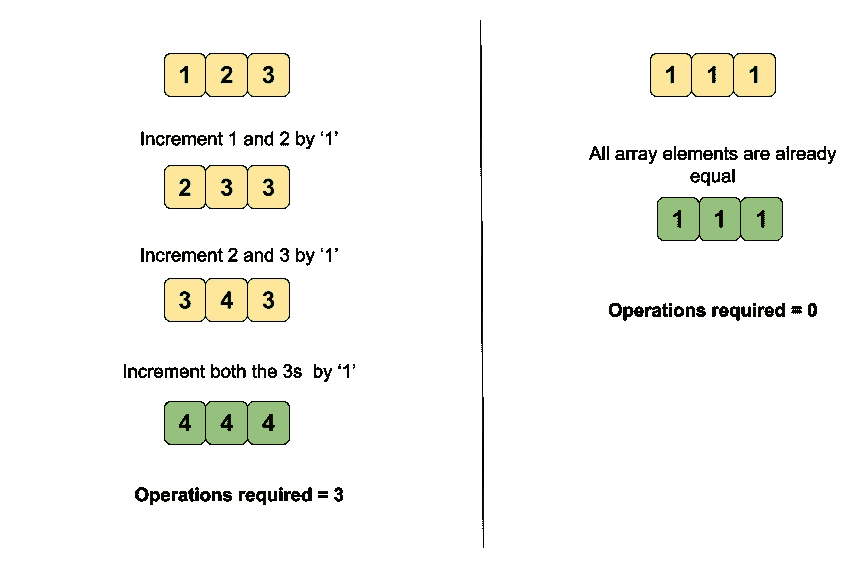 1 2 3
Increment 1 and 2 by ‘1’
2 3 3
Increment 2 and 3 by ‘1’
3 4 3
Increment both the 3s  by ‘1’
4 4 4
Operations required = 3
1 1 1
All array elements are already
equal
1 1 1
Operations required = 0